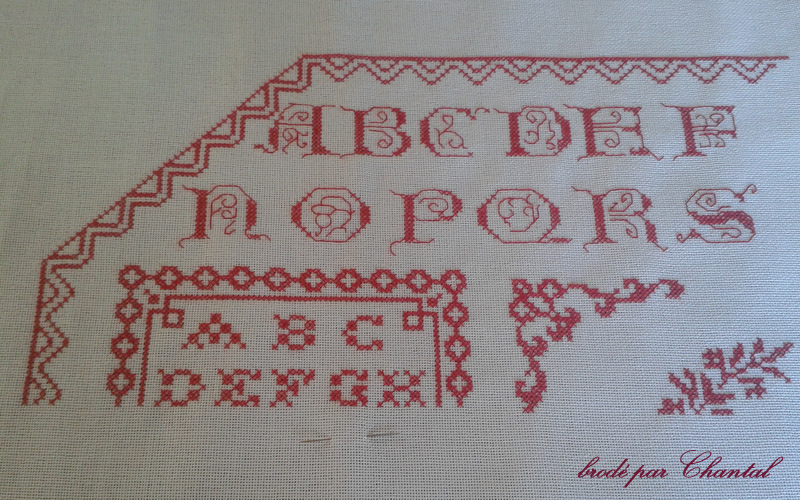 ABCDEF
NOPQRS
ABC
DEFGH
brodé par Chantal